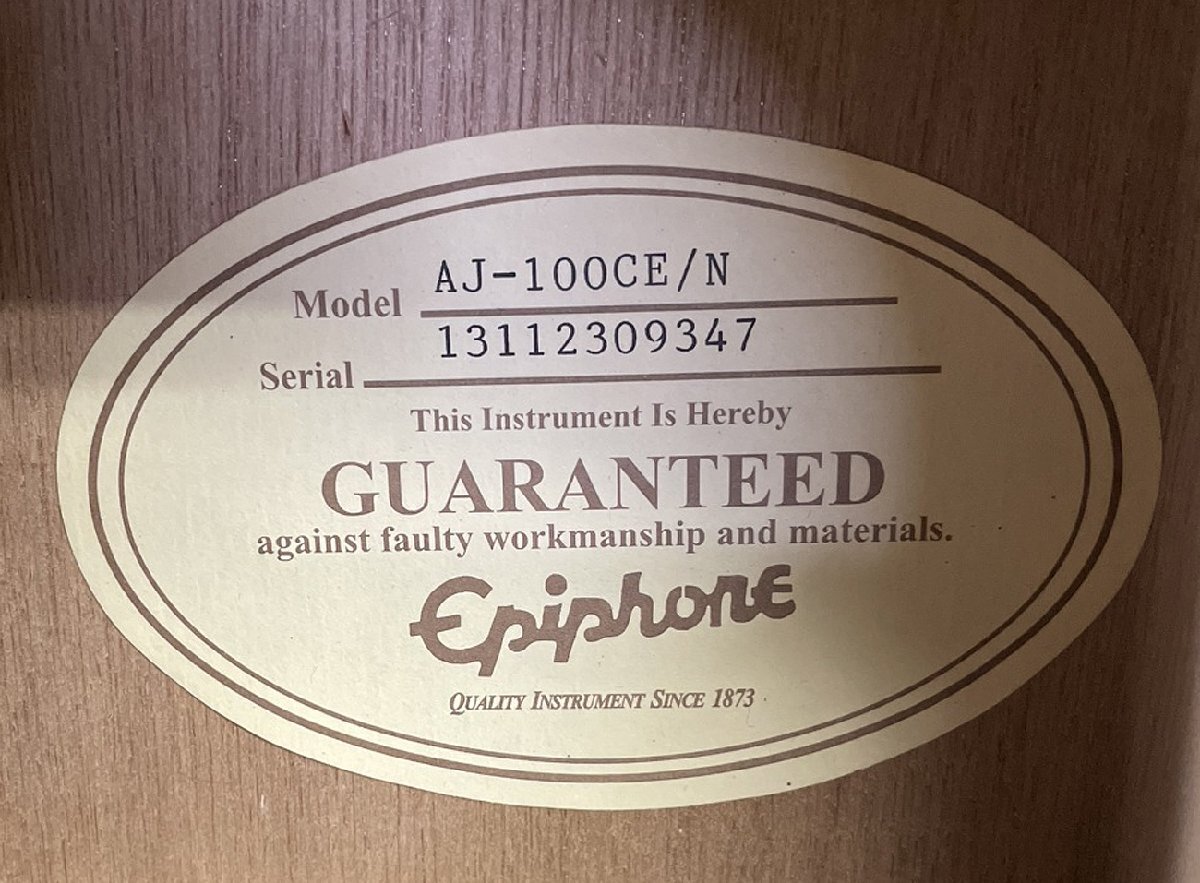 Model AJ-100CE/N
Serial 13112309347
This Instrument Is Hereby
GUARANTEED
against faulty workmanship and materials.
Epiphone
QUALITY INSTRUMENT SINCE 1873